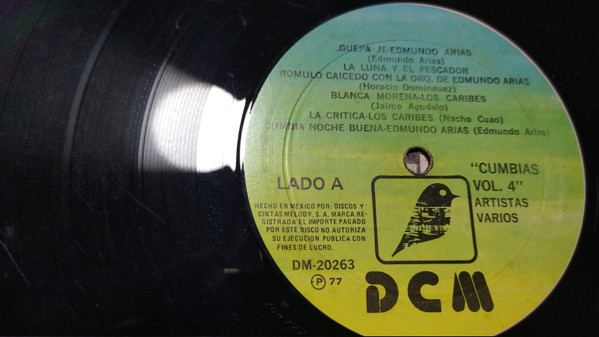 .GUEPA JE-EDMUNDO ARIAS
(Edmundo Arias)
LA LUNA Y EL PESCADOR
ROMULO CAICEDO CON LA ORQ. DE EDMUNDO ARIAS
(Horacio Dominguez)
BLANCA MORENA-LOS CARIBES
(Jaime Agudelo)
LA CRITICA-LOS CARIBES (Nacho Cuao)
CUMBIA NOCHE BUENA-EDMUNDO ARIAS (Edmundo Arias)
LADO A
HECHO EN MEXICO POR: DISCOS Y
CINTAS MELODY, S. A. MARCA RE-
GISTRADA EL IMPORTE PAGADO
POR ESTE DISCO NO AUTORIZA
SU EJECUCION PUBLICA CON
FINES DE LUCRO.
DM-20263
P 77
"CUMBIAS
VOL. 4"
ARTISTAS
VARIOS
DCM